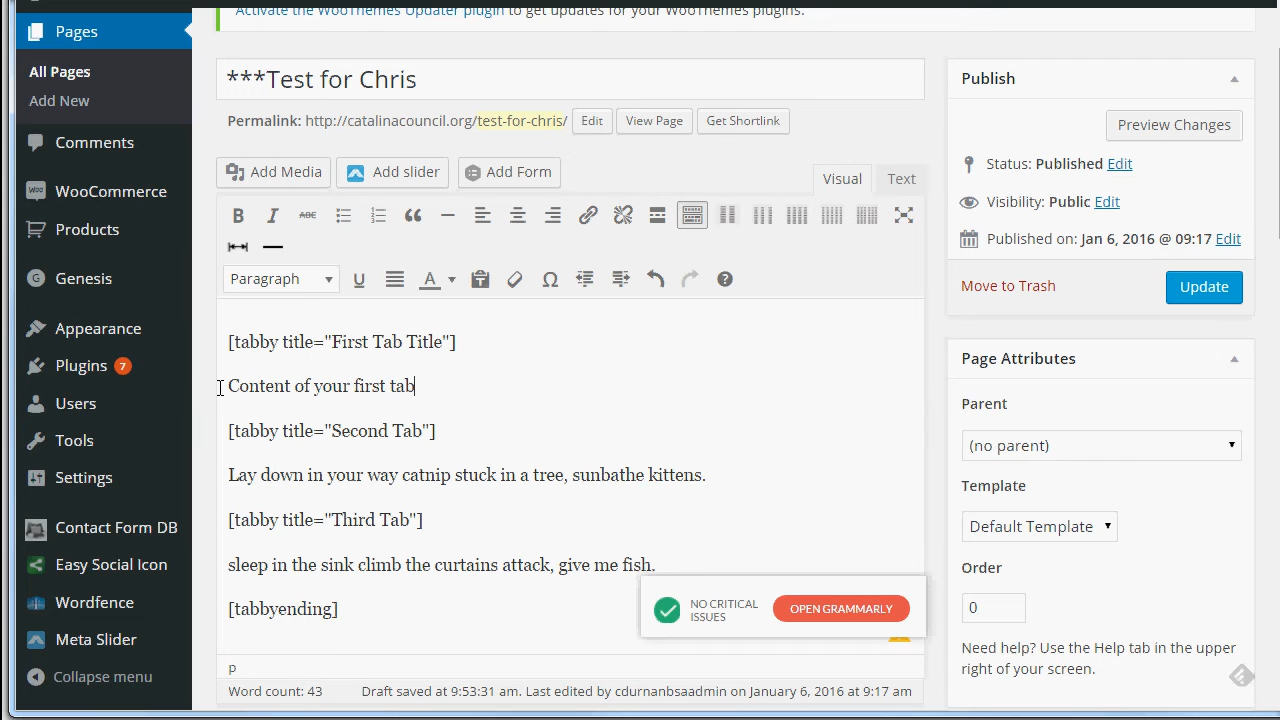 Activate the WooThemes Updater plugin to get updates for your WooThemes plugins.
Pages
All Pages
Add New
Comments
WooCommerce
Products
Genesis
Appearance
Plugins 7
Users
Tools
Settings
Contact Form DB
Easy Social Icon
Wordfence
Meta Slider
Collapse menu
***Test for Chris
Permalink: http://catalinacouncil.org/test-for-chris/ Edit View Page Get Shortlink
Add Media Add slider Add Form
Visual Text
B I ABC
Paragraph U A Ω
[tabby title="First Tab Title"]
Content of your first tab
[tabby title="Second Tab"]
Lay down in your way catnip stuck in a tree, sunbathe kittens.
[tabby title="Third Tab"]
sleep in the sink climb the curtains attack, give me fish.
[tabbyending]
NO CRITICAL
ISSUES
OPEN GRAMMARLY
p
Word count: 43 Draft saved at 9:53:31 am. Last edited by cdurnanbsaadmin on January 6, 2016 at 9:17 am
Publish
Preview Changes
Status: Published Edit
Visibility: Public Edit
Published on: Jan 6, 2016 @ 09:17 Edit
Move to Trash Update
Page Attributes
Parent
(no parent)
Template
Default Template
Order
0
Need help? Use the Help tab in the upper
right of your screen.